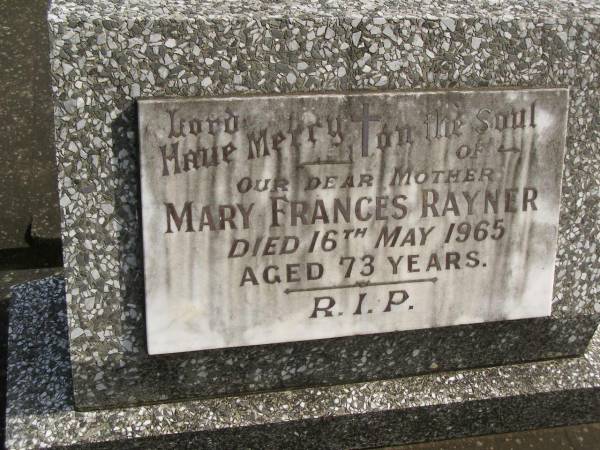 Lord Have Mercy on the Soul
of
Our Dear Mother
Mary Frances Rayner
Died 16th May 1965
Aged 73 Years.
R.I.P.